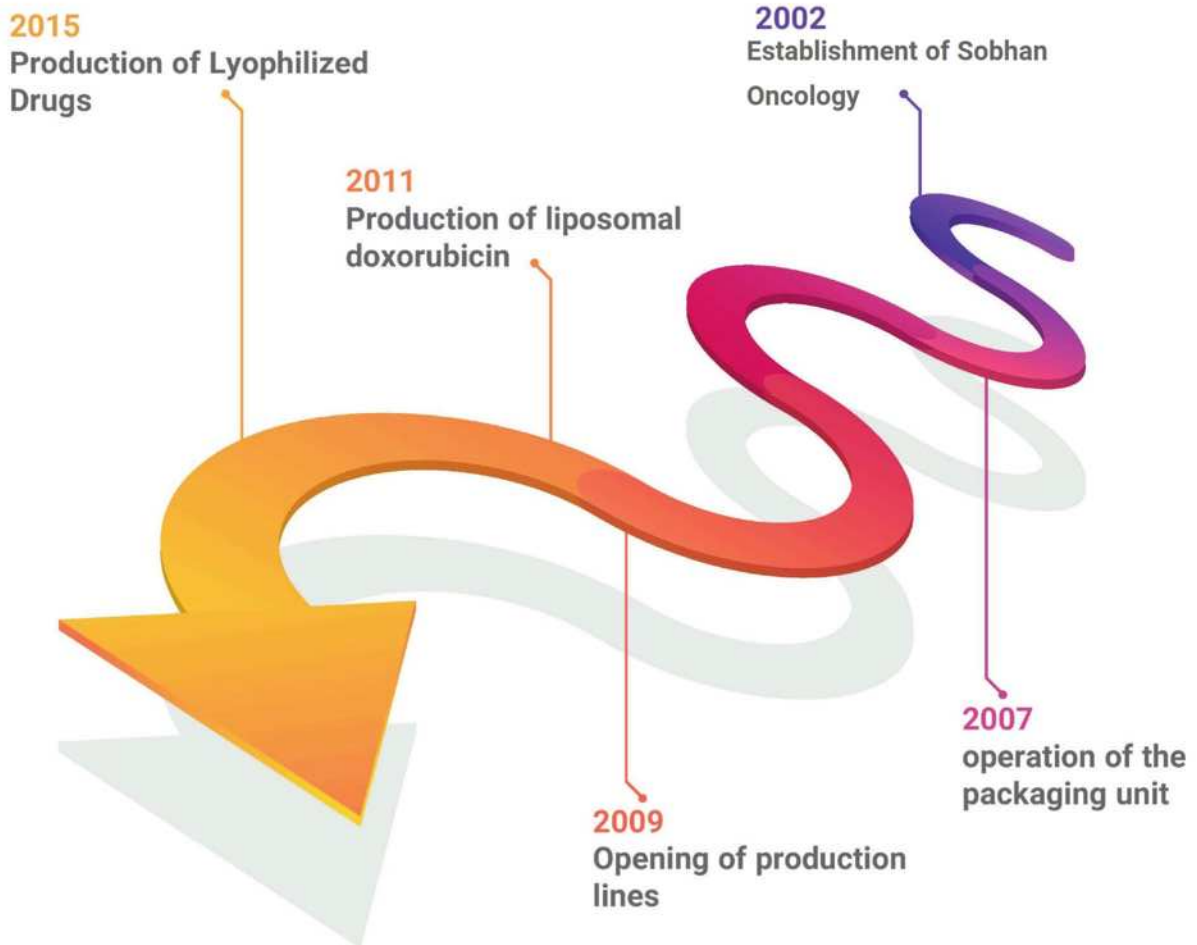 2015
Production of Lyophilized
Drugs
2002
Establishment of Sobhan
Oncology
2011
Production of liposomal
doxorubicin
2007
operation of the
packaging unit
2009
Opening of production
lines